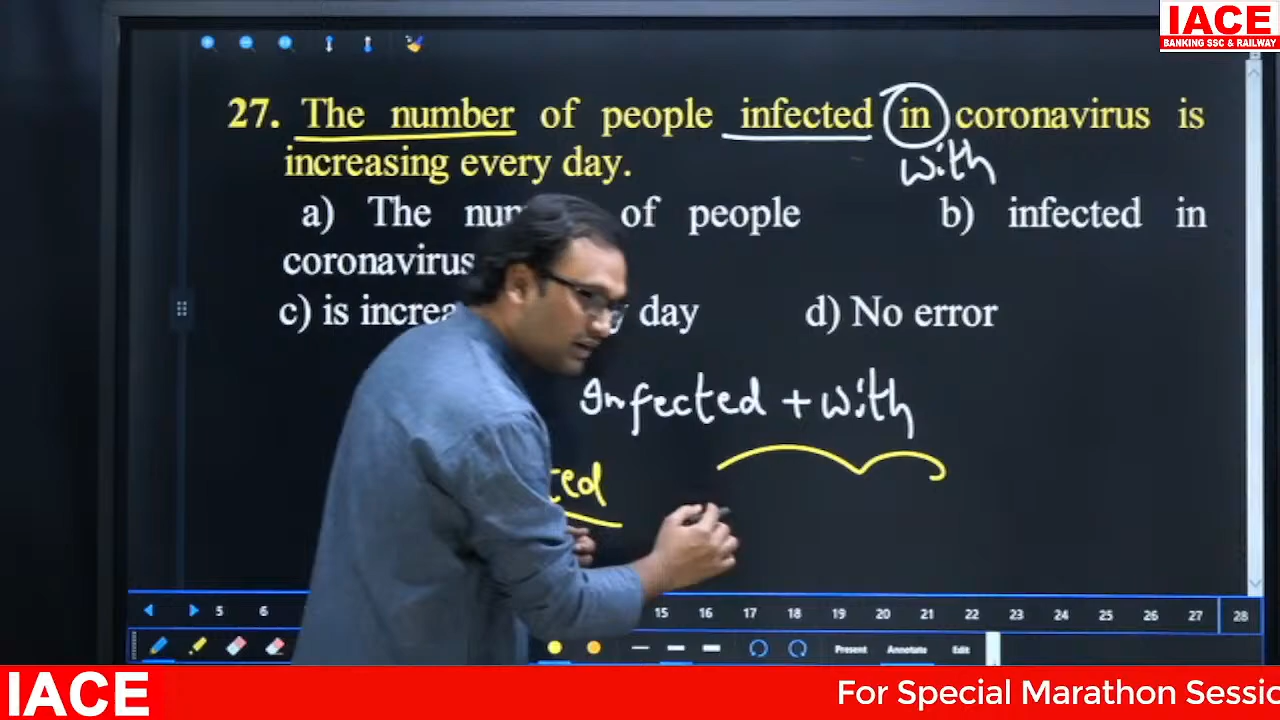 IACE
BANKING SSC & RAILWAY
27. The number of people infected in coronavirus is
with
increasing every day.
a) The of people b) infected in
coronavirus
c) is day d) No error
Infected + with
5 6 15 16 17 18 19 20 21 22 23 24 25 26 27 28
Present Annotate Edit
IACE For Special Marathon